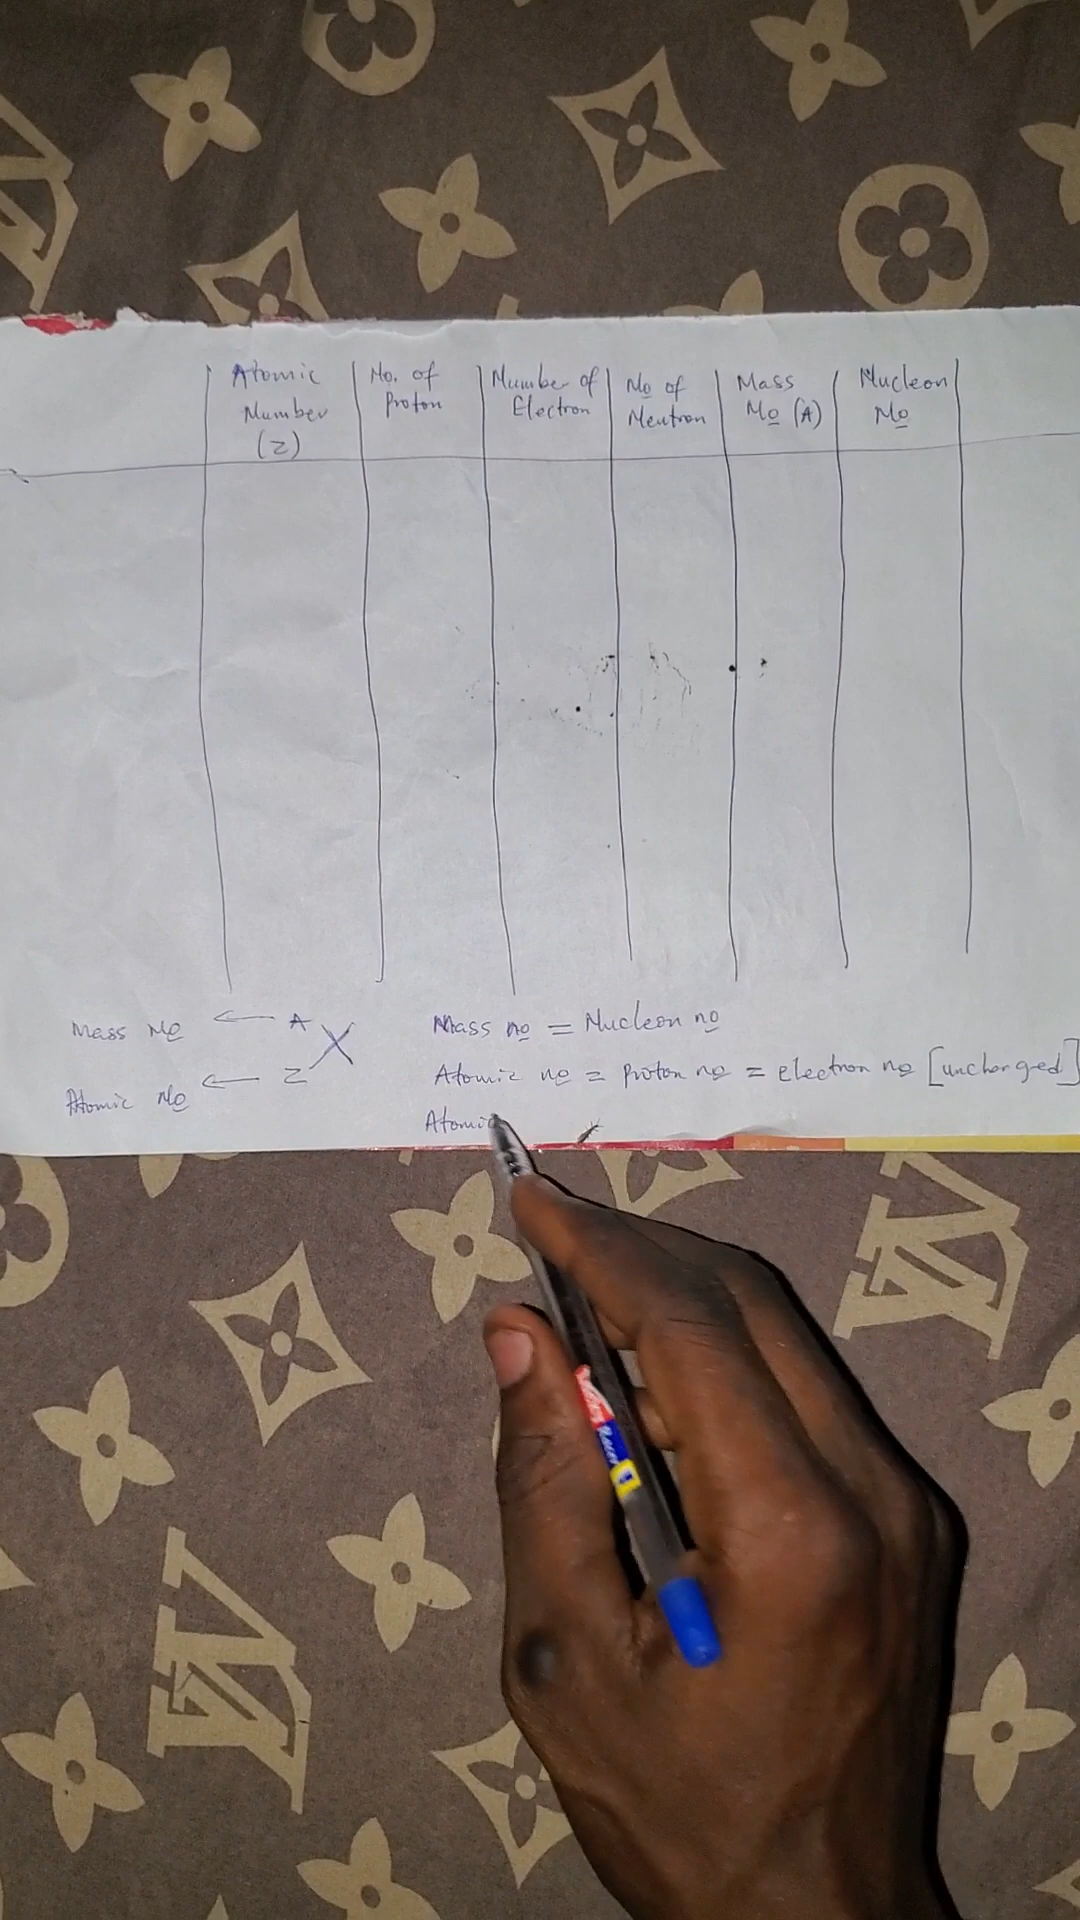 Atomic Number (Z)
No. of Proton
Number of Electron
No of Neutron
Mass No (A)
Nucleon No
Mass No ← A X
Atomic No ← Z
Mass no = Nucleon no
Atomic no = Proton no = electron no [uncharged]
Atomic